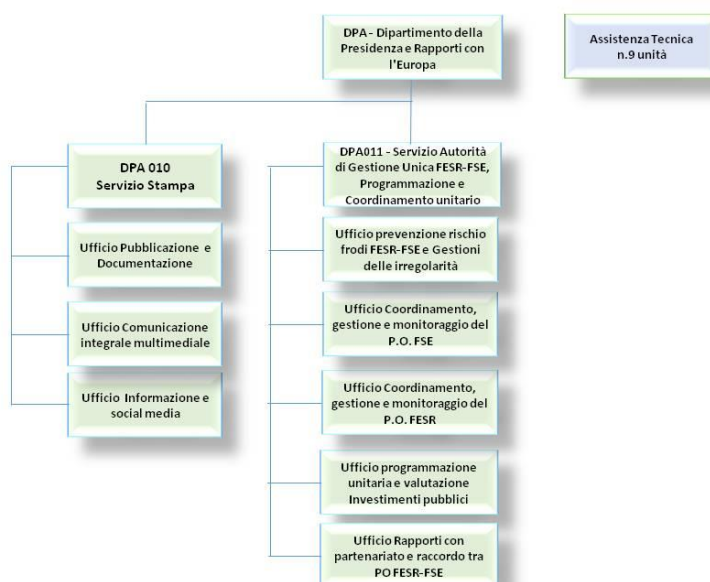 DPA - Dipartimento della
Presidenza e Rapporti con
l'Europa
Assistenza Tecnica
n.9 unità
DPA 010
Servizio Stampa
Ufficio Pubblicazione e
Documentazione
Ufficio Comunicazione
integrale multimediale
Ufficio Informazione e
social media
DPA011 - Servizio Autorità
di Gestione Unica FESR-FSE,
Programmazione e
Coordinamento unitario
Ufficio prevenzione rischio
frodi FESR-FSE e Gestioni
delle irregolarità
Ufficio Coordinamento,
gestione e monitoraggio del
P.O. FSE
Ufficio Coordinamento,
gestione e monitoraggio del
P.O. FESR
Ufficio programmazione
unitaria e valutazione
Investimenti pubblici
Ufficio Rapporti con
partenariato e raccordo tra
PO FESR-FSE